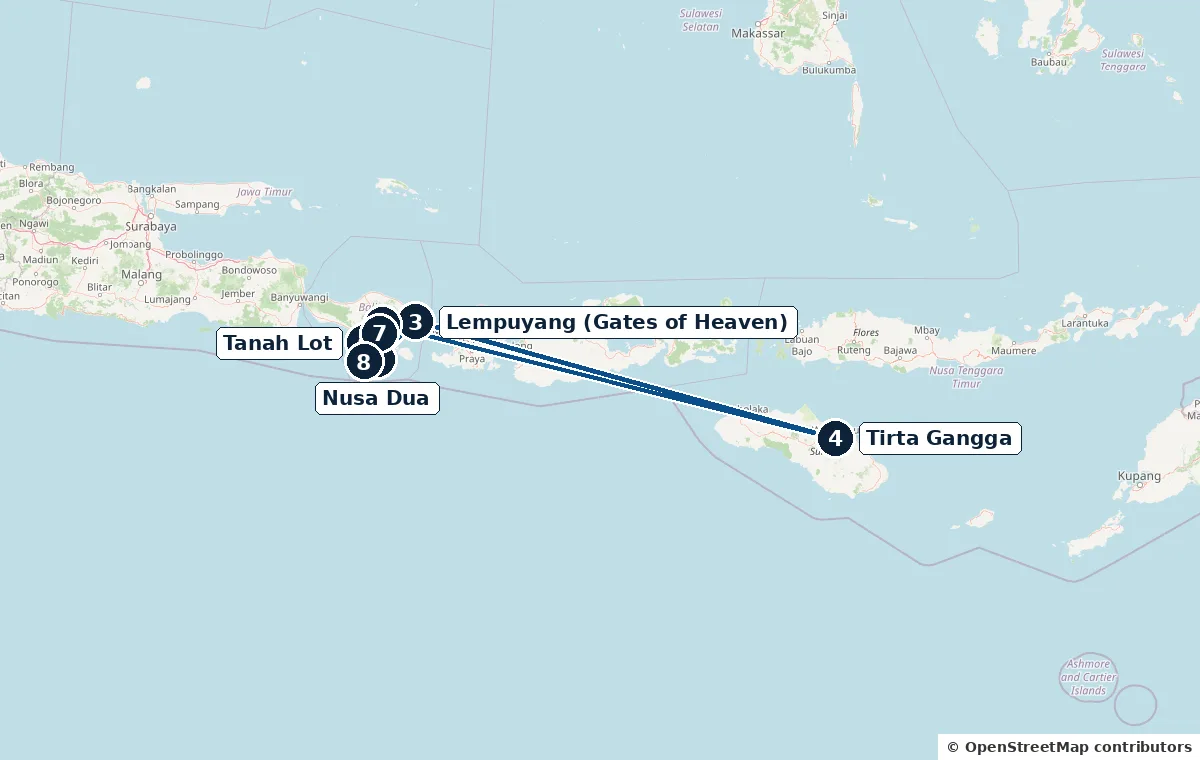 Sulawesi
Selatan
Sinjai
Makassar
Bulukumba
Baubau
Sulawesi
Tenggara
Rembang
Blora
Bojonegoro
Ngawi
Madiun
Kediri
Ponorogo
Blitar
Bangkalan
Sampang
Surabaya
Jombang
Malang
Lumajang
Probolinggo
Bondowoso
Jember
Banyuwangi
Jawa Timur
3
Lempuyang (Gates of Heaven)
Tanah Lot
7
8
Nusa Dua
Praya
Labuan
Bajo
Flores
Ruteng
Mbay
Bajawa
Maumere
Larantuka
Nusa Tenggara
Timur
4
Tirta Gangga
Kupang
Ashmore
and Cartier
Islands
© OpenStreetMap contributors